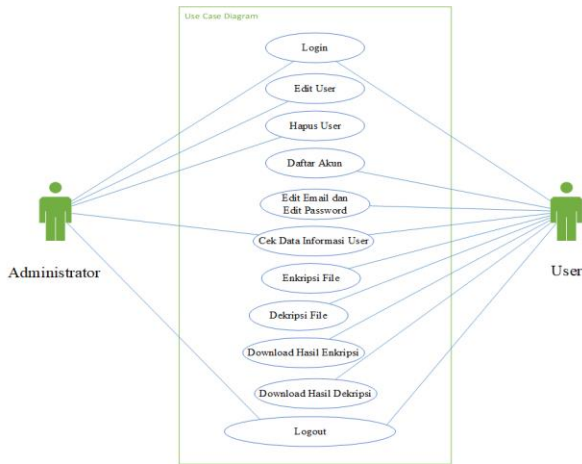 Use Case Diagram
Login
Edit User
Hapus User
Daftar Akun
Edit Email dan
Edit Password
Cek Data Informasi User
Administrator
User
Enkripsi File
Dekripsi File
Download Hasil Enkripsi
Download Hasil Dekripsi
Logout